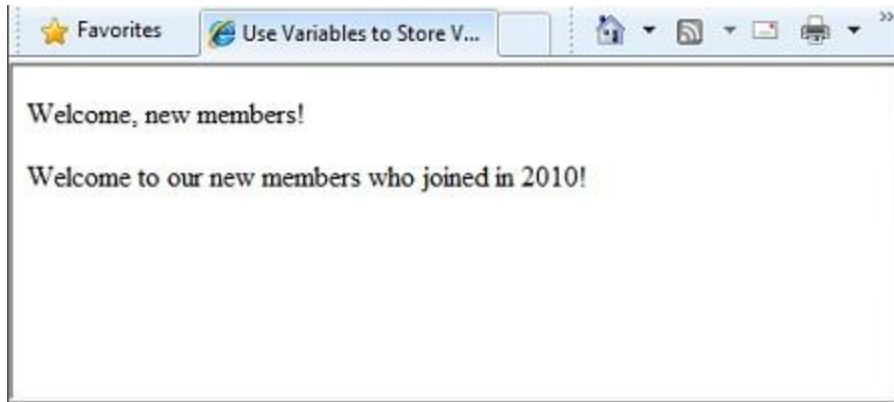 Favorites
Use Variables to Store V...
Welcome, new members!
Welcome to our new members who joined in 2010!